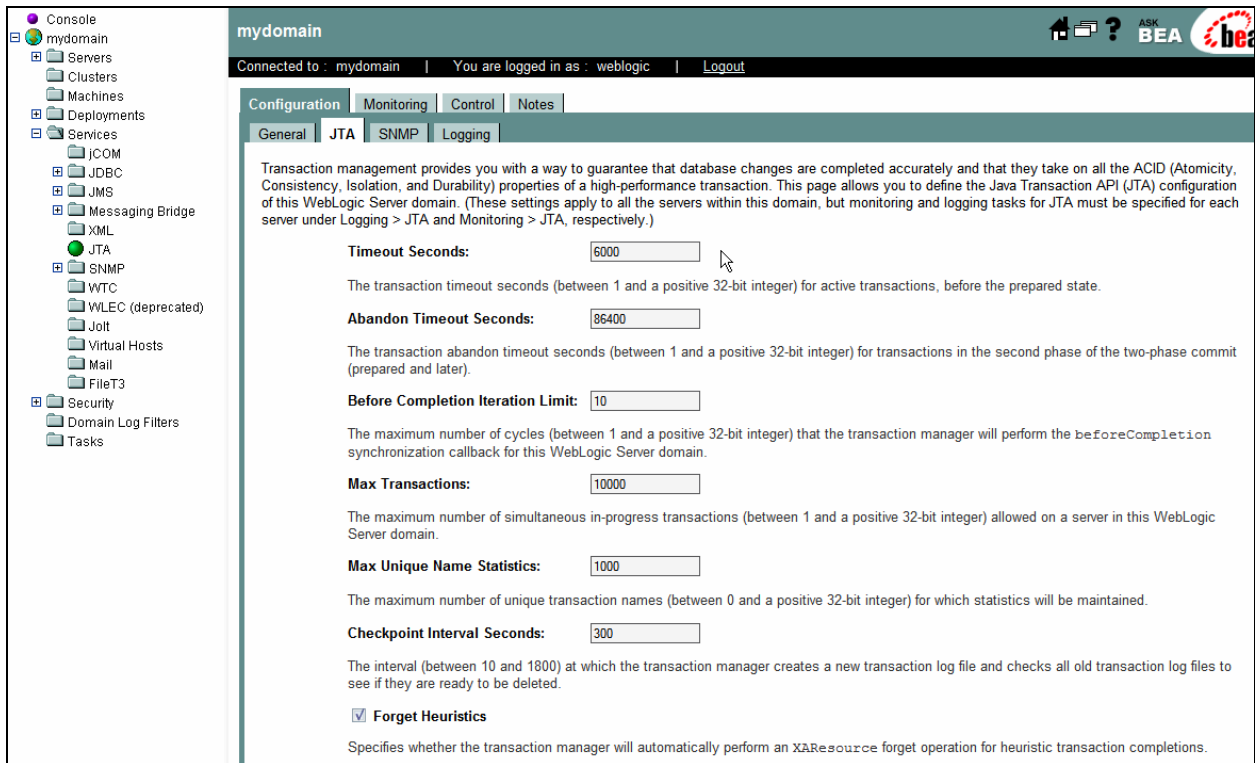 Console
mydomain
Servers
Clusters
Machines
Deployments
Services
jCOM
JDBC
JMS
Messaging Bridge
XML
JTA
SNMP
WTC
WLEC (deprecated)
Jolt
Virtual Hosts
Mail
FileT3
Security
Domain Log Filters
Tasks
mydomain
? ASK
BEA
bea
Connected to : mydomain | You are logged in as : weblogic | Logout
Configuration Monitoring Control Notes
General JTA SNMP Logging
Transaction management provides you with a way to guarantee that database changes are completed accurately and that they take on all the ACID (Atomicity,
Consistency, Isolation, and Durability) properties of a high-performance transaction. This page allows you to define the Java Transaction API (JTA) configuration
of this WebLogic Server domain. (These settings apply to all the servers within this domain, but monitoring and logging tasks for JTA must be specified for each
server under Logging > JTA and Monitoring > JTA, respectively.)
Timeout Seconds: 6000
The transaction timeout seconds (between 1 and a positive 32-bit integer) for active transactions, before the prepared state.
Abandon Timeout Seconds: 86400
The transaction abandon timeout seconds (between 1 and a positive 32-bit integer) for transactions in the second phase of the two-phase commit
(prepared and later).
Before Completion Iteration Limit: 10
The maximum number of cycles (between 1 and a positive 32-bit integer) that the transaction manager will perform the beforeCompletion
synchronization callback for this WebLogic Server domain.
Max Transactions: 10000
The maximum number of simultaneous in-progress transactions (between 1 and a positive 32-bit integer) allowed on a server in this WebLogic
Server domain.
Max Unique Name Statistics: 1000
The maximum number of unique transaction names (between 0 and a positive 32-bit integer) for which statistics will be maintained.
Checkpoint Interval Seconds: 300
The interval (between 10 and 1800) at which the transaction manager creates a new transaction log file and checks all old transaction log files to
see if they are ready to be deleted.
Forget Heuristics
Specifies whether the transaction manager will automatically perform an XAResource forget operation for heuristic transaction completions.